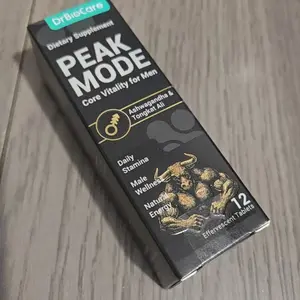 DrBioCare
Dietary Supplement
PEAK
MODE
Core Vitality for Men
Ashwagandha &
Tongkat Ali
Daily
Stamina
Male
Wellness
Natural
Energy
12
Effervescent Tablets